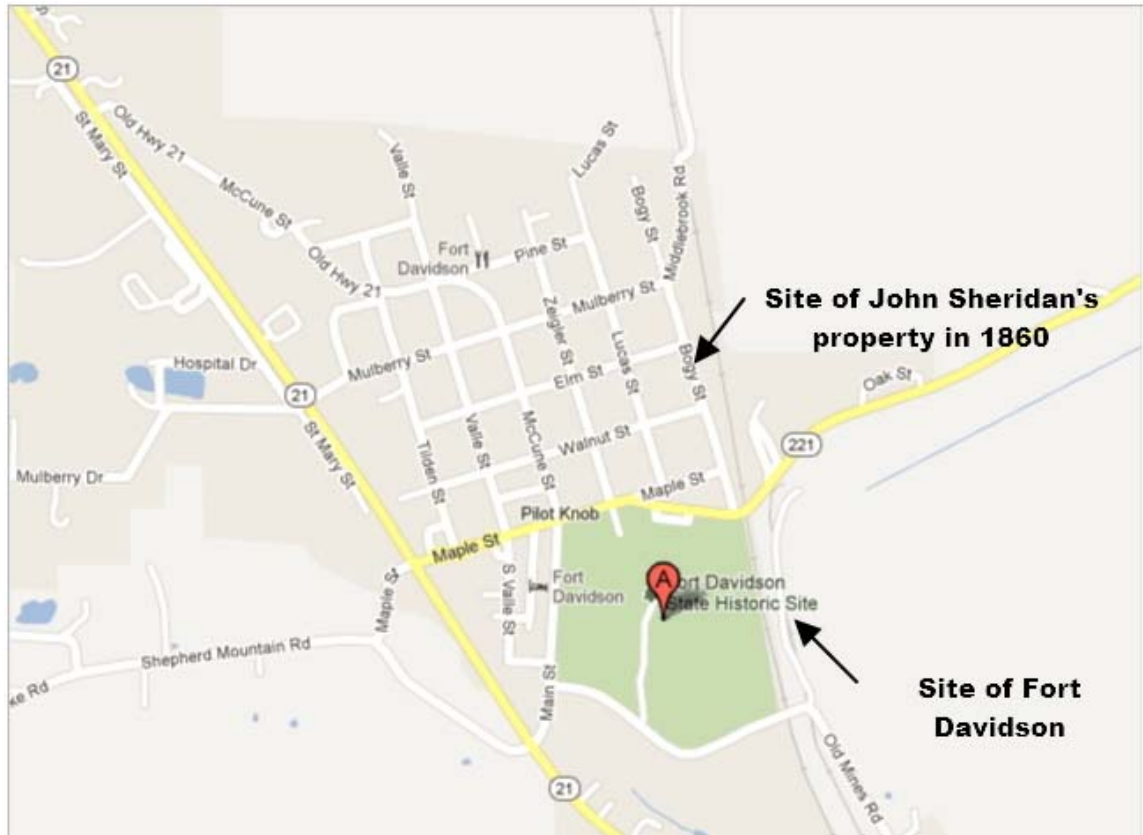 21
St Mary St
Old Hwy 21
McCune St
Old Hwy 21
Valle St
Lucas St
Bogy St
Middlebrook Rd
Fort
Davidson
Pine St
Mulberry St
Zeigler St
Lucas St
Site of John Sheridan's
property in 1860
Bogy St
Hospital Dr
Mulberry St
Elm St
Oak St
21
St Mary St
Tilden St
Valle St
McCune St
Walnut St
221
Mulberry Dr
Maple St
Pilot Knob
Maple St
Maple St
S Valle St
Fort
Davidson
A
Fort Davidson
State Historic Site
Shepherd Mountain Rd
ke Rd
Main St
Site of Fort
Davidson
Old Mines Rd
21